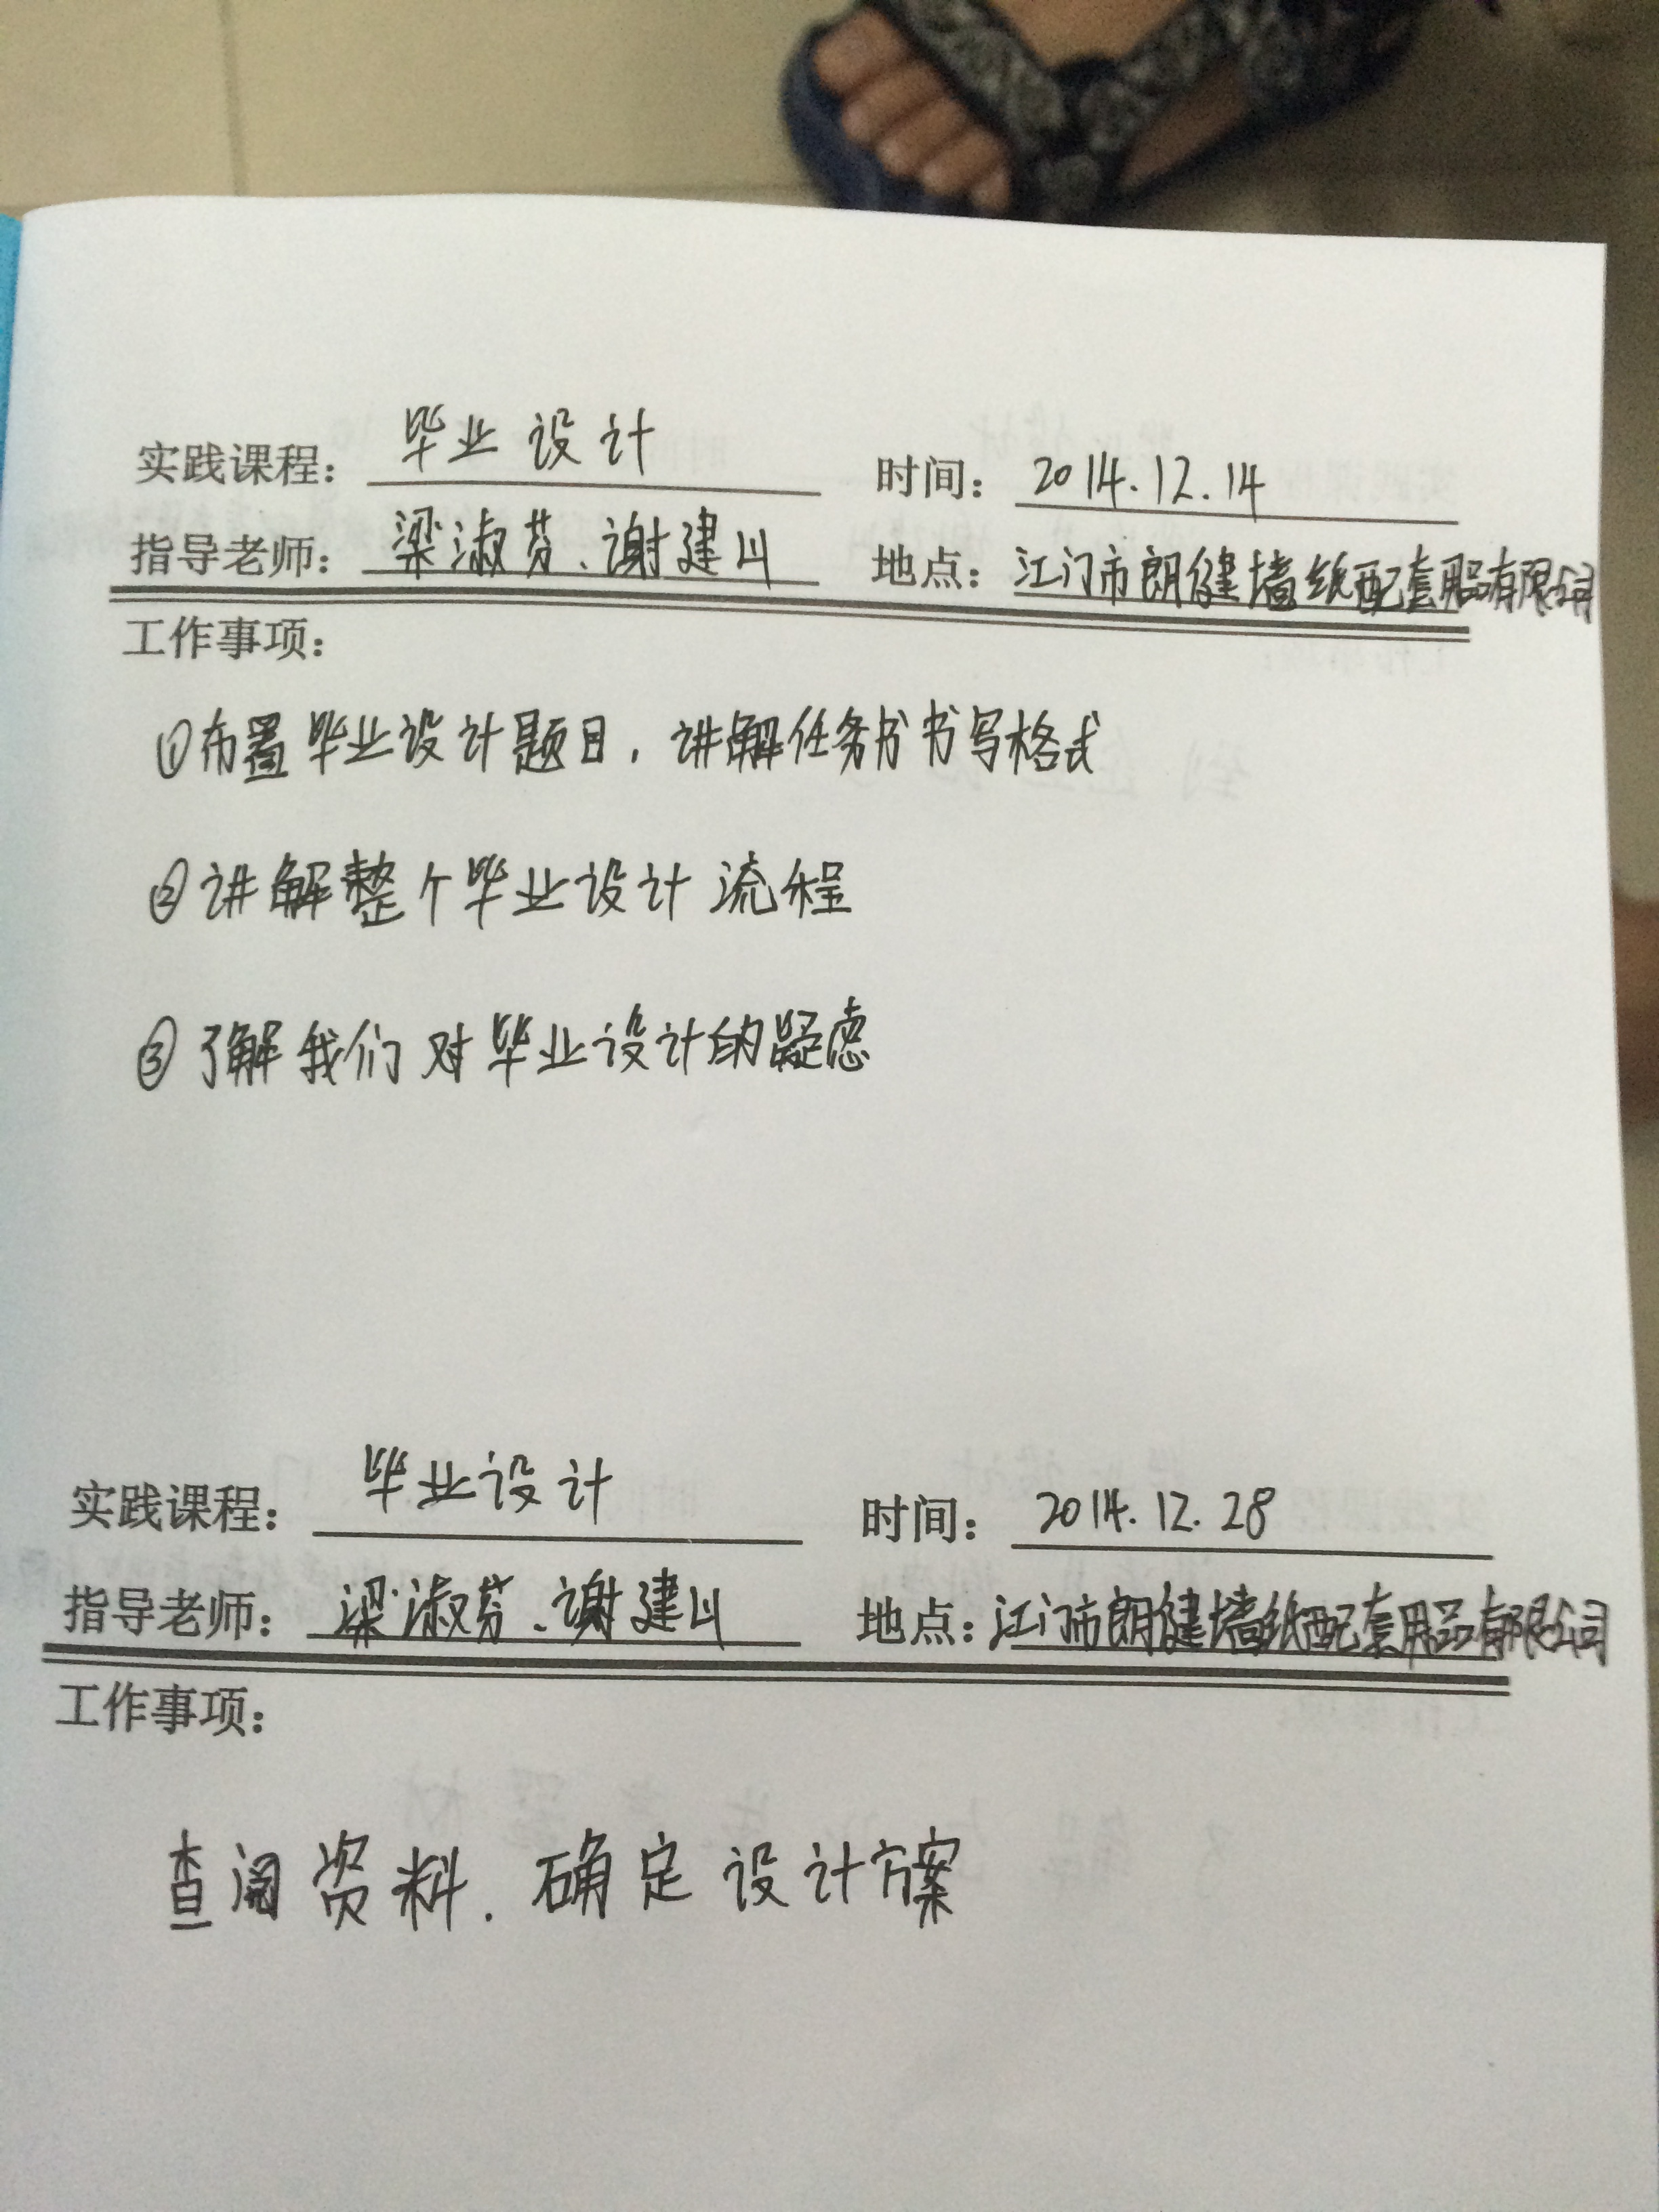 实践课程：毕业设计 时间：2014.12.14
指导老师：梁淑芬、谢建川 地点：江门市朗健墙纸配套用品有限公司
工作事项：
①布置毕业设计题目，讲解任务书书写格式
②讲解整个毕业设计流程
③了解我们对毕业设计的疑虑
实践课程：毕业设计 时间：2014.12.28
指导老师：梁淑芬、谢建川 地点：江门市朗健墙纸配套用品有限公司
工作事项：
查阅资料、确定设计方案